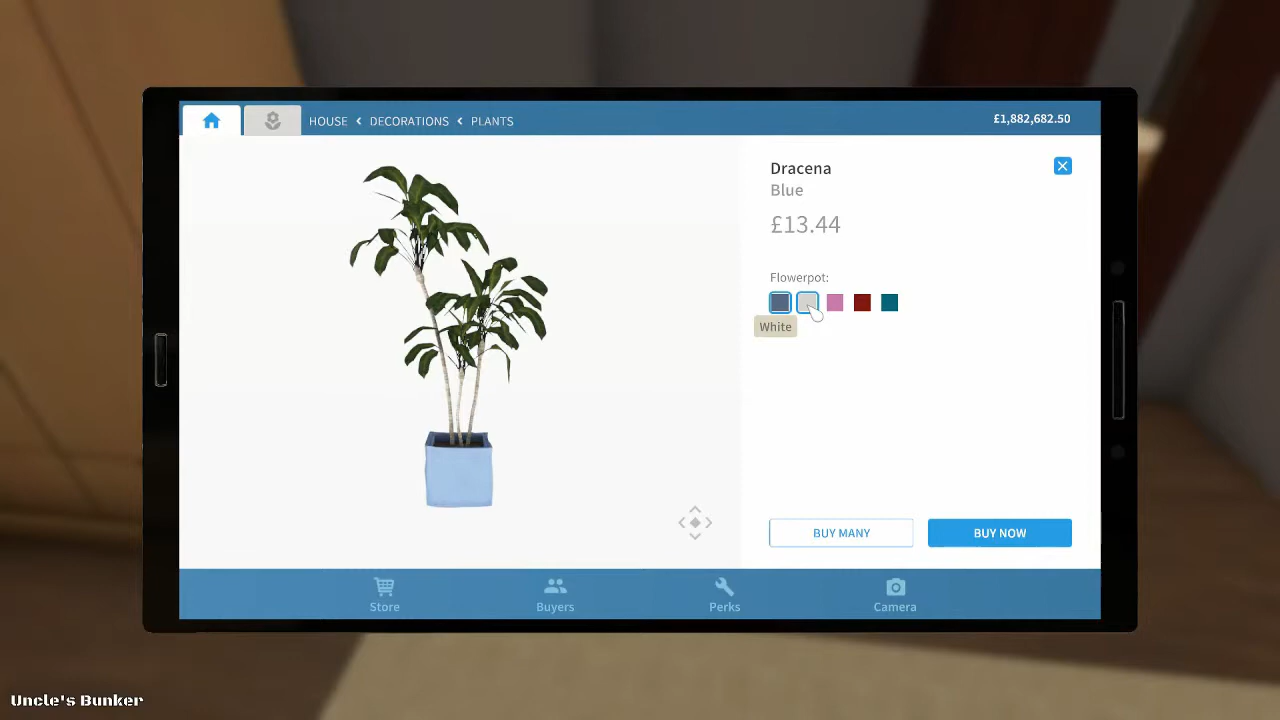 HOUSE < DECORATIONS < PLANTS
£1,882,682.50
Dracena
Blue
£13.44
Flowerpot:
White
BUY MANY
BUY NOW
Store
Buyers
Perks
Camera
Uncle's Bunker